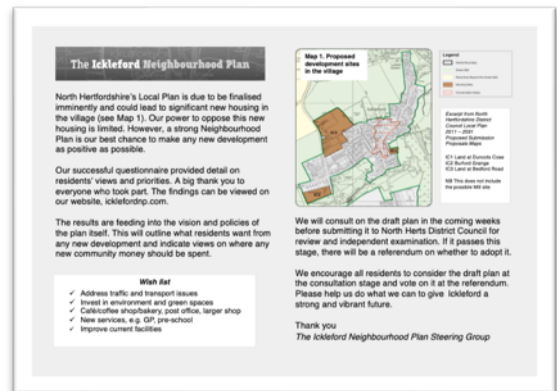 The Ickleford Neighbourhood Plan
North Hertfordshire's Local Plan is due to be finalised
imminently and could lead to significant new housing in
the village (see Map 1). Our power to oppose this new
housing is limited. However, a strong Neighbourhood
Plan is our best chance to make any new development
as positive as possible.
Our successful questionnaire provided detail on
residents' views and priorities. A big thank you to
everyone who took part. The findings can be viewed on
our website, icklefordnp.com.
The results are feeding into the vision and policies of
the plan itself. This will outline what residents want from
any new development and indicate views on where any
new community money should be spent.
Wish list
✓ Address traffic and transport issues
✓ Invest in environment and green spaces
✓ Café/coffee shop/bakery, post office, larger shop
✓ New services, e.g. GP, pre-school
✓ Improve current facilities
Map 1. Proposed
development sites
in the village
Legend
Excerpt from North
Hertfordshire District
Council Local Plan
2011 – 2031
Proposed Submission
Proposals Maps
IC2 Burford Grange
IC3 Land at Bedford Road
NB This does not include
the possible Mill site
We will consult on the draft plan in the coming weeks
before submitting it to North Herts District Council for
review and independent examination. If it passes this
stage, there will be a referendum on whether to adopt it.
We encourage all residents to consider the draft plan at
the consultation stage and vote on it at the referendum.
Please help us do what we can to give Ickleford a
strong and vibrant future.
Thank you
The Ickleford Neighbourhood Plan Steering Group